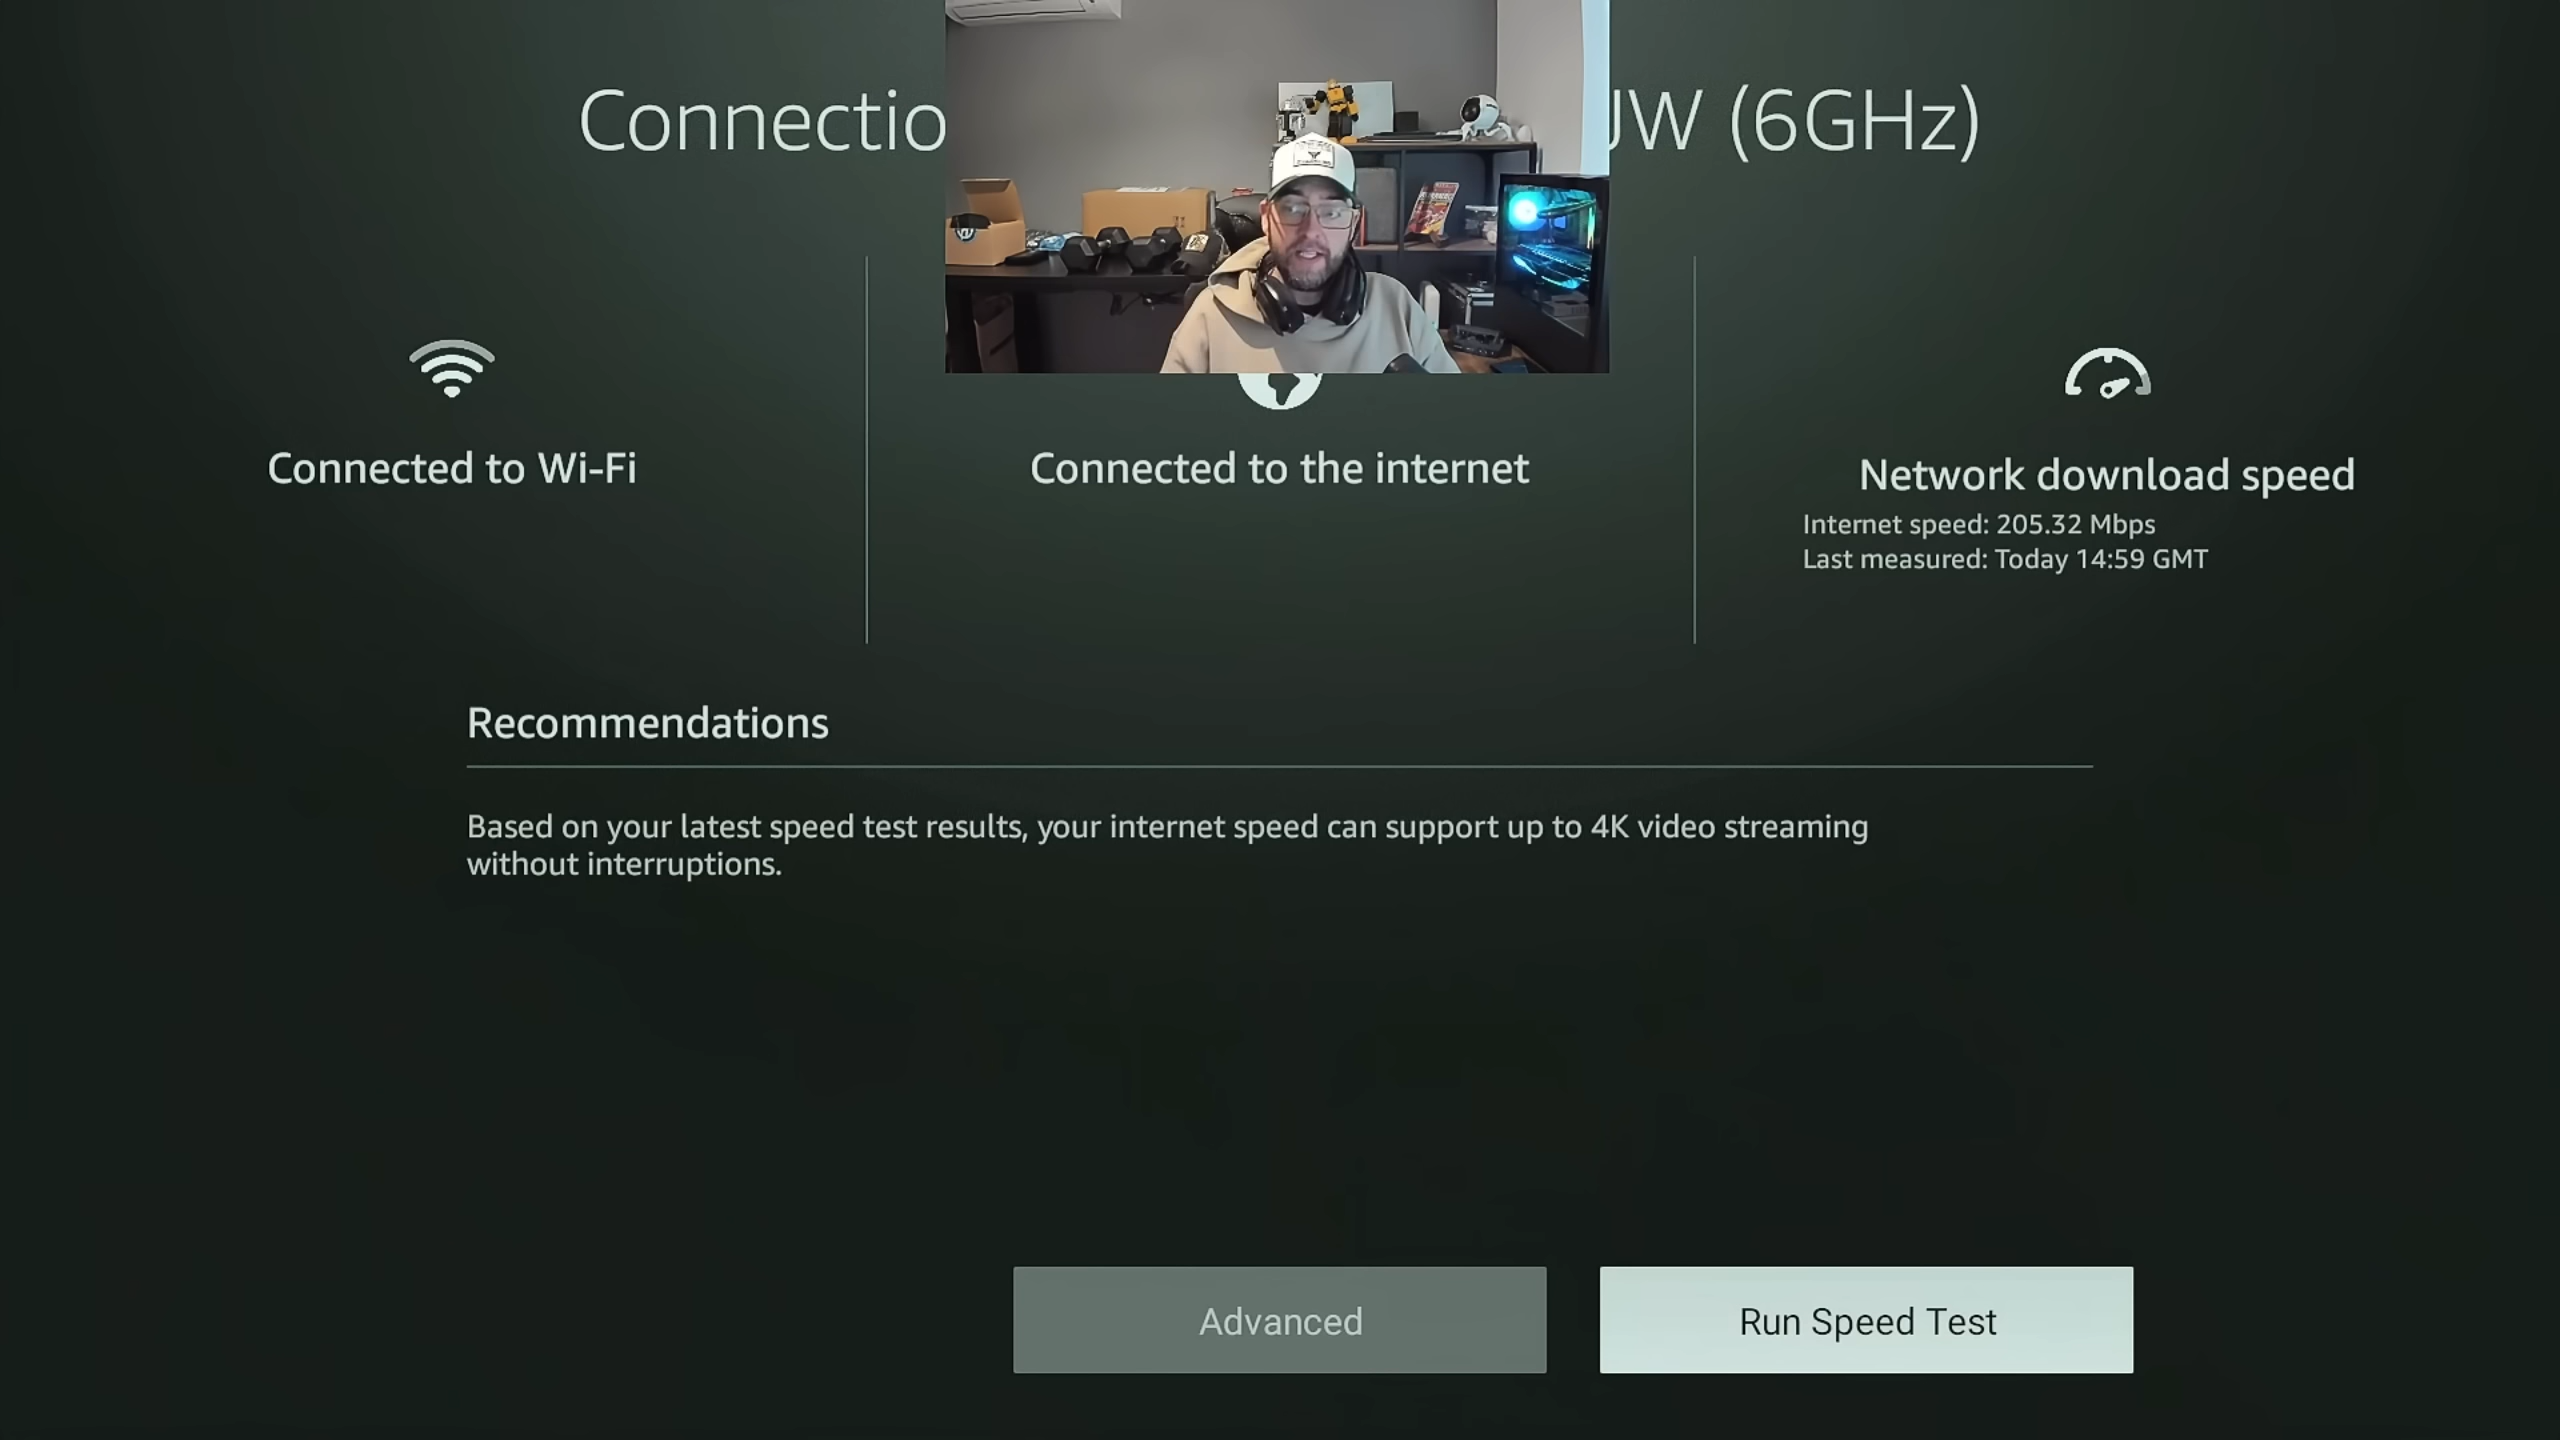 Connectio UW (6GHz)
Connected to Wi-Fi
Connected to the internet
Network download speed
Internet speed: 205.32 Mbps
Last measured: Today 14:59 GMT
Recommendations
Based on your latest speed test results, your internet speed can support up to 4K video streaming
without interruptions.
Advanced
Run Speed Test